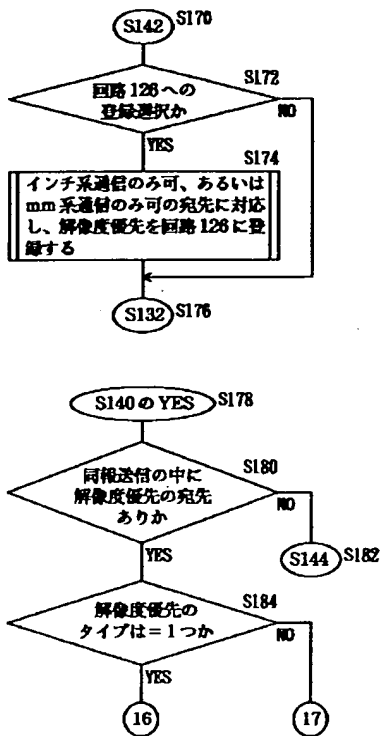 S142 S170
S172
回路126への
登録選択か
NO
YES
S174
インチ系通信のみ可、あるいは
mm系通信のみ可の宛先に対応
し、解像度優先を回路126に登
録する
S132 S176
S140のYES S178
S180
同報送信の中に
解像度優先の宛先
ありか
NO
YES
S144 S182
S184
解像度優先の
タイプは=1つか
NO
YES
16 17